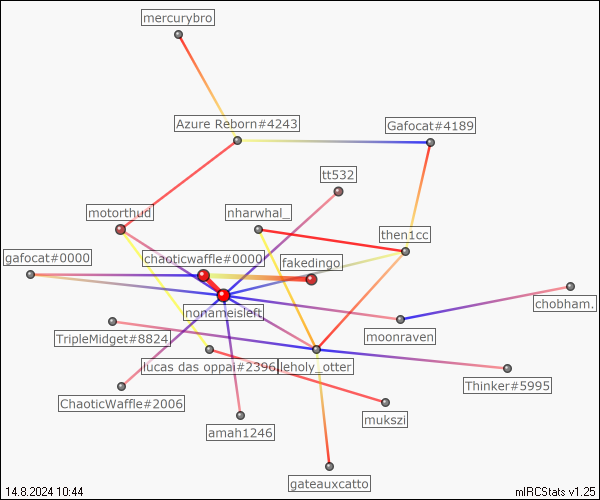 mercurybro
Azure Reborn#4243
Gafocat#4189
tt532
motorthud
nharwhal_
then1cc
gafocat#0000
chaoticwaffle#0000
fakedingo
chobham.
nonameisleft
moonraven
TripleMidget#8824
lucas das oppai#2396
leholy_otter
Thinker#5995
ChaoticWaffle#2006
mukszi
amah1246
gateauxcatto
14.8.2024 10:44
mIRCStats v1.25